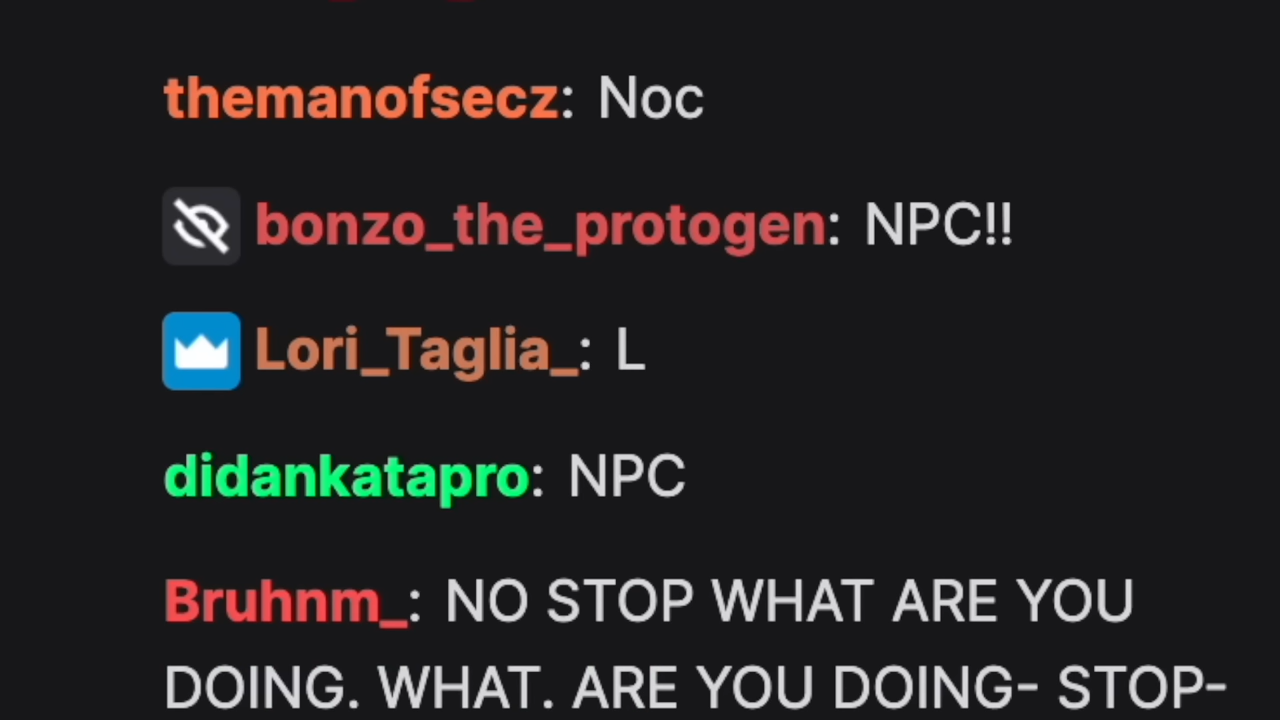 themanofsecz: Noc
bonzo_the_protogen: NPC!!
Lori_Taglia_: L
didankatapro: NPC
Bruhnm_: NO STOP WHAT ARE YOU
DOING. WHAT. ARE YOU DOING- STOP-